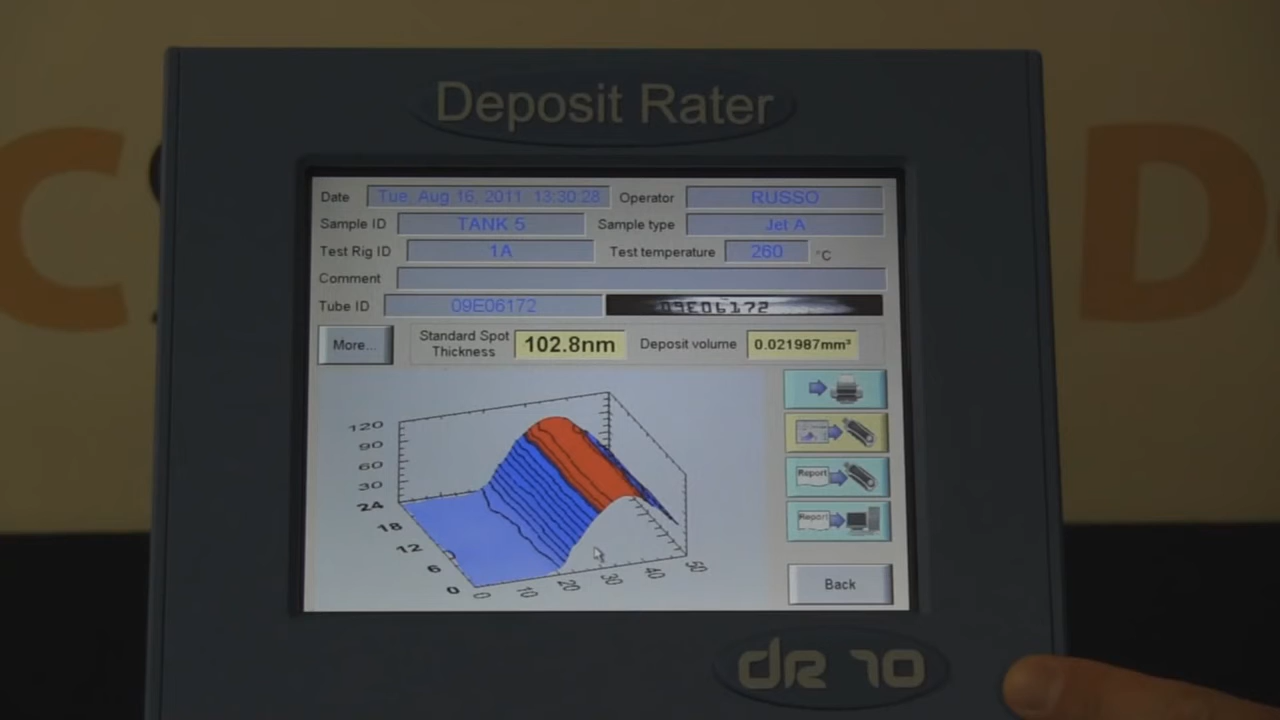 C D
Deposit Rater
Date Tue, Aug 16, 2011 13:30:28 Operator RUSSO
Sample ID TANK 5 Sample type Jet A
Test Rig ID 1A Test temperature 260 °C
Comment
Tube ID 09E06172 09E06172
More... Standard Spot Thickness 102.8nm Deposit volume 0.021987mm³
120
90
60
30
24
18
12
6
0
0 10 20 30 40 50
Report
Report
Back
dR 10